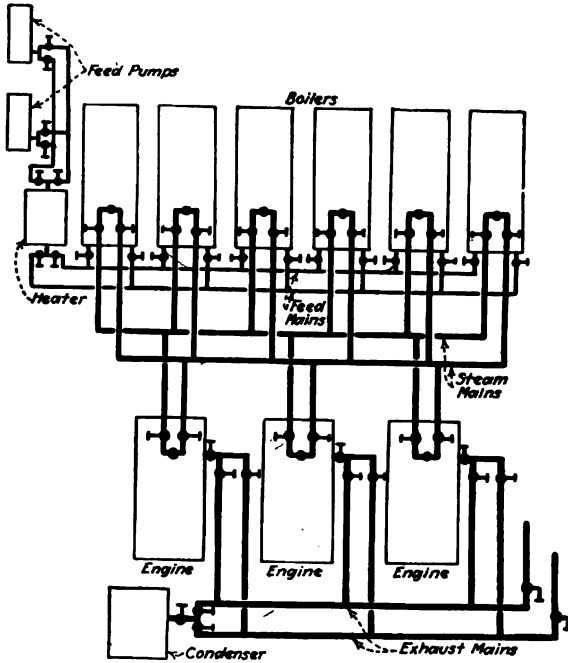 Feed Pumps
Boilers
Heater
Feed
Mains
Steam
Mains
Engine
Engine
Engine
Condenser
Exhaust Mains